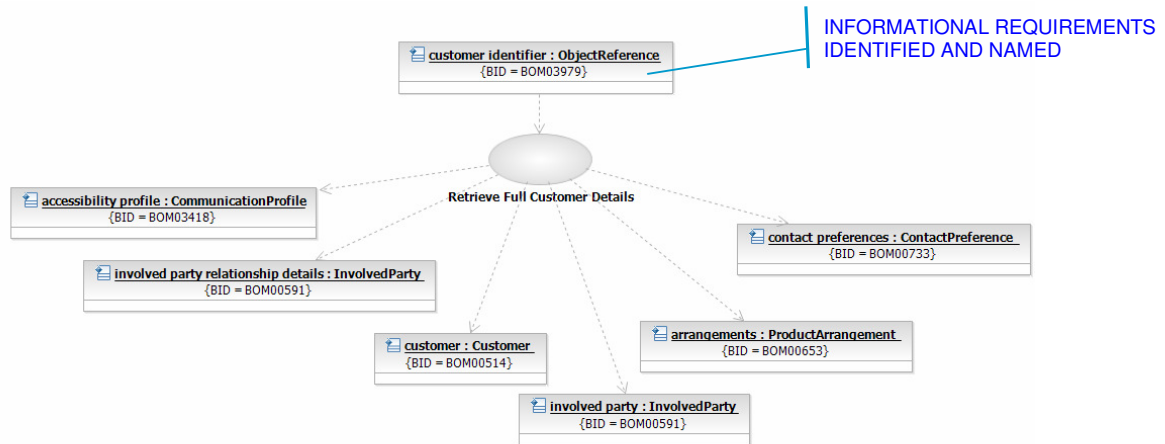 INFORMATIONAL REQUIREMENTS
IDENTIFIED AND NAMED
customer identifier : ObjectReference
{BID = BOM03979}
Retrieve Full Customer Details
accessibility profile : CommunicationProfile
{BID = BOM03418}
contact preferences : ContactPreference
{BID = BOM00733}
involved party relationship details : InvolvedParty
{BID = BOM00591}
arrangements : ProductArrangement
{BID = BOM00653}
customer : Customer
{BID = BOM00514}
involved party : InvolvedParty
{BID = BOM00591}